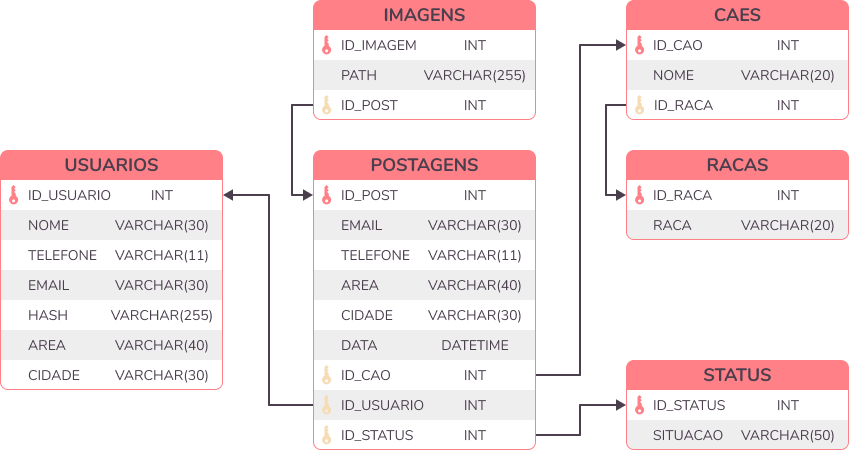 IMAGENS
ID_IMAGEM INT
PATH VARCHAR(255)
ID_POST INT
CAES
ID_CAO INT
NOME VARCHAR(20)
ID_RACA INT
USUARIOS
ID_USUARIO INT
NOME VARCHAR(30)
TELEFONE VARCHAR(11)
EMAIL VARCHAR(30)
HASH VARCHAR(255)
AREA VARCHAR(40)
CIDADE VARCHAR(30)
POSTAGENS
ID_POST INT
EMAIL VARCHAR(30)
TELEFONE VARCHAR(11)
AREA VARCHAR(40)
CIDADE VARCHAR(30)
DATA DATETIME
ID_CAO INT
ID_USUARIO INT
ID_STATUS INT
RACAS
ID_RACA INT
RACA VARCHAR(20)
STATUS
ID_STATUS INT
SITUACAO VARCHAR(50)